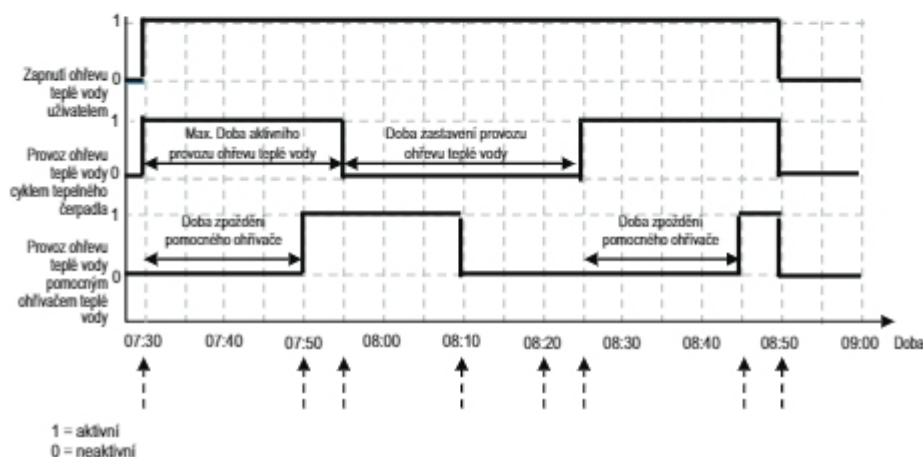 1
Zapnutí ohřevu 0
teplé vody
uživatelem
1
Max. Doba aktivního
provozu ohřevu teplé vody
Doba zastavení provozu
ohřevu teplé vody
Provoz ohřevu
teplé vody 0
cyklem tepelného
čerpadla
1
Doba zpoždění
pomocného ohřívače
Doba zpoždění
pomocného ohřívače
Provoz ohřevu
teplé vody 0
pomocným
ohřívačem teplé
vody
07:30 07:40 07:50 08:00 08:10 08:20 08:30 08:40 08:50 09:00 Doba
1 = aktivní
0 = neaktivní